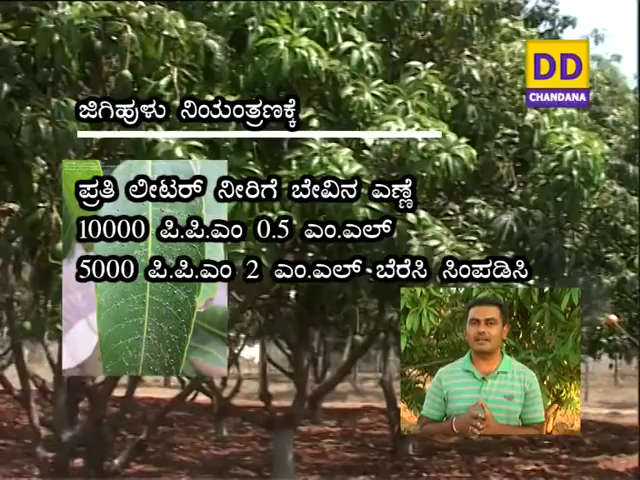 DD
CHANDANA
ಜಿಗಿಹುಳು ನಿಯಂತ್ರಣಕ್ಕೆ
ಪ್ರತಿ ಲೀಟರ್ ನೀರಿಗೆ ಬೇವಿನ ಎಣ್ಣೆ
10000 ಪಿ.ಪಿ.ಎಂ 0.5 ಎಂ.ಎಲ್
5000 ಪಿ.ಪಿ.ಎಂ 2 ಎಂ.ಎಲ್ ಬೆರೆಸಿ ಸಿಂಪಡಿಸಿ